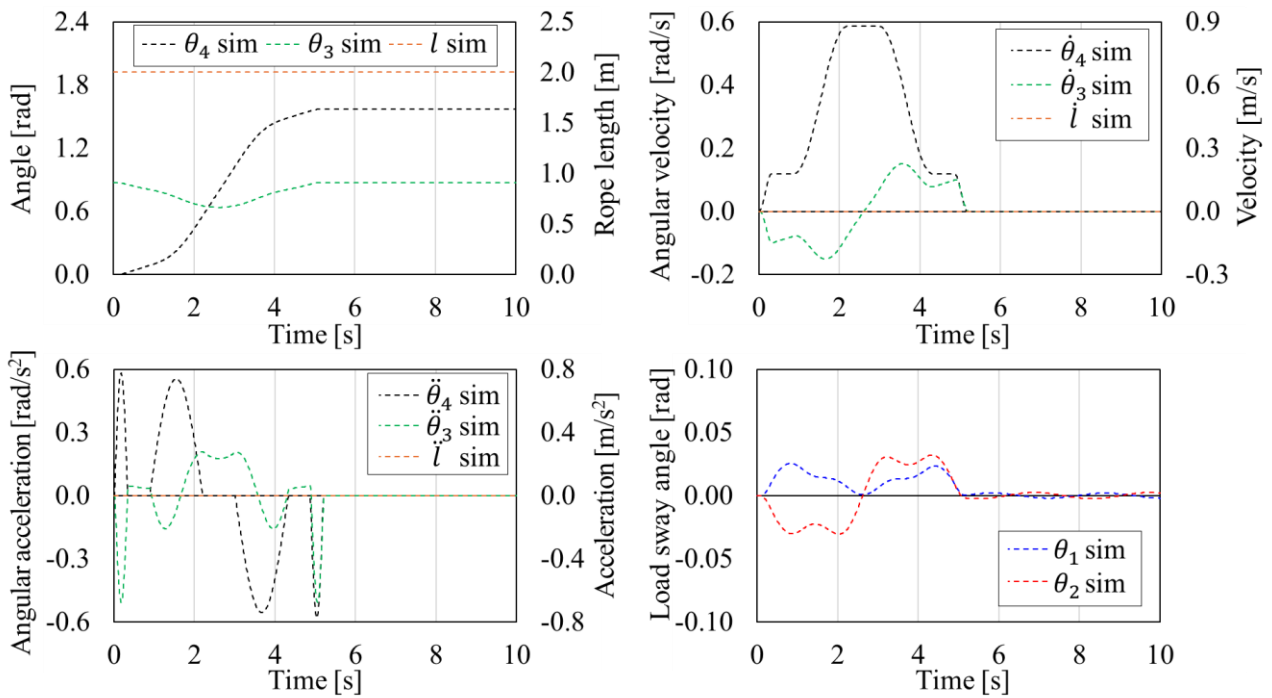 θ₄ sim θ₃ sim l sim
Angle [rad]
2.4
1.8
1.2
0.6
0.0
2.5
2.0
1.5
1.0
0.5
0.0
Rope length [m]
0 2 4 6 8 10
Time [s]
Angular velocity [rad/s]
0.6
0.4
0.2
0.0
-0.2
θ̇₄ sim
θ̇₃ sim
l̇ sim
0.9
0.6
0.3
0.0
-0.3
Velocity [m/s]
0 2 4 6 8 10
Time [s]
Angular acceleration [rad/s²]
0.6
0.3
0.0
-0.3
-0.6
θ̈₄ sim
θ̈₃ sim
l̈ sim
0.8
0.4
0.0
-0.4
-0.8
Acceleration [m/s²]
0 2 4 6 8 10
Time [s]
Load sway angle [rad]
0.10
0.05
0.00
-0.05
-0.10
θ₁ sim
θ₂ sim
0 2 4 6 8 10
Time [s]